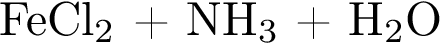 FeCl₂ + NH₃ + H₂O